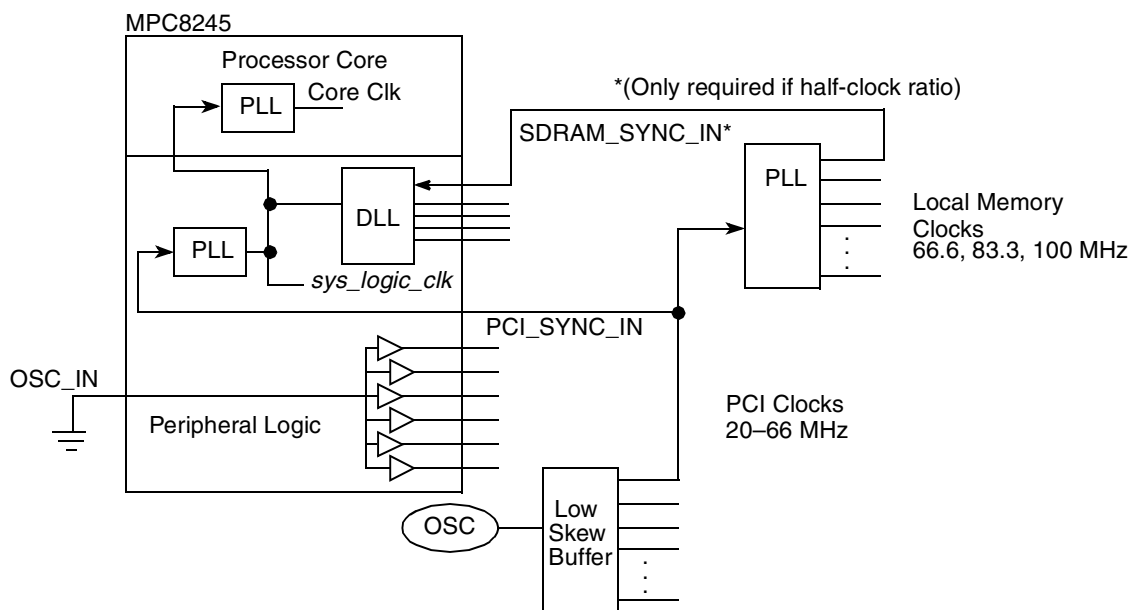 MPC8245
Processor Core
PLL
Core Clk
*(Only required if half-clock ratio)
SDRAM_SYNC_IN*
DLL
PLL
sys_logic_clk
PLL
Local Memory
Clocks
66.6, 83.3, 100 MHz
PCI_SYNC_IN
OSC_IN
Peripheral Logic
PCI Clocks
20–66 MHz
OSC
Low
Skew
Buffer